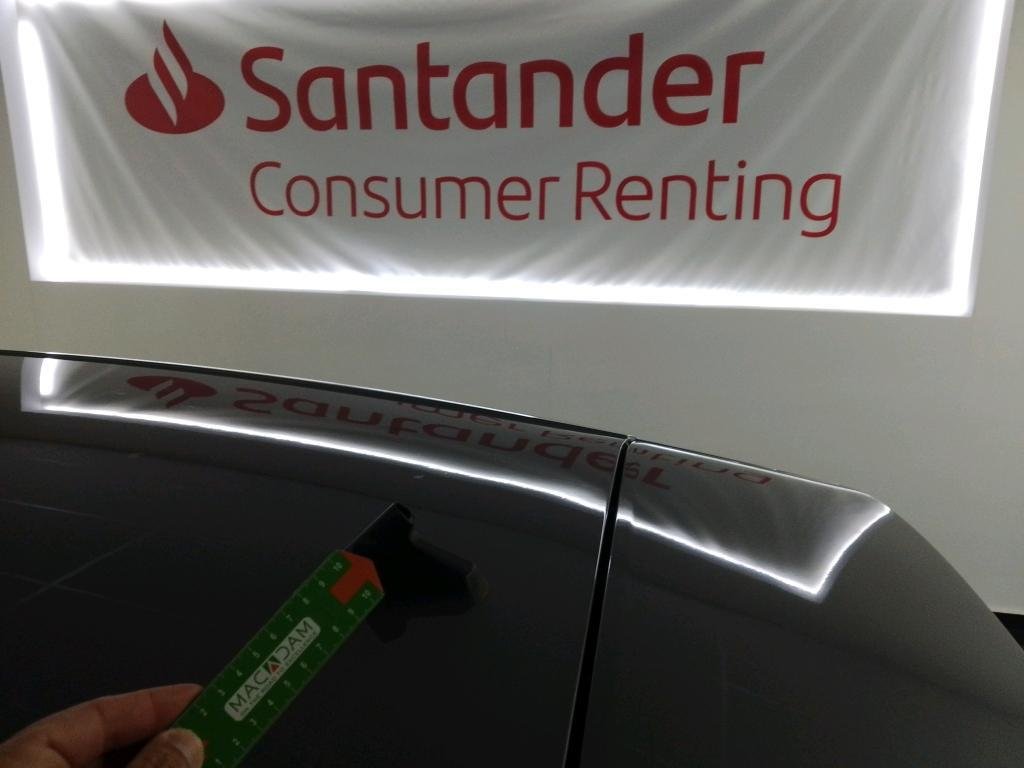 Santander
Consumer Renting
MACADAM